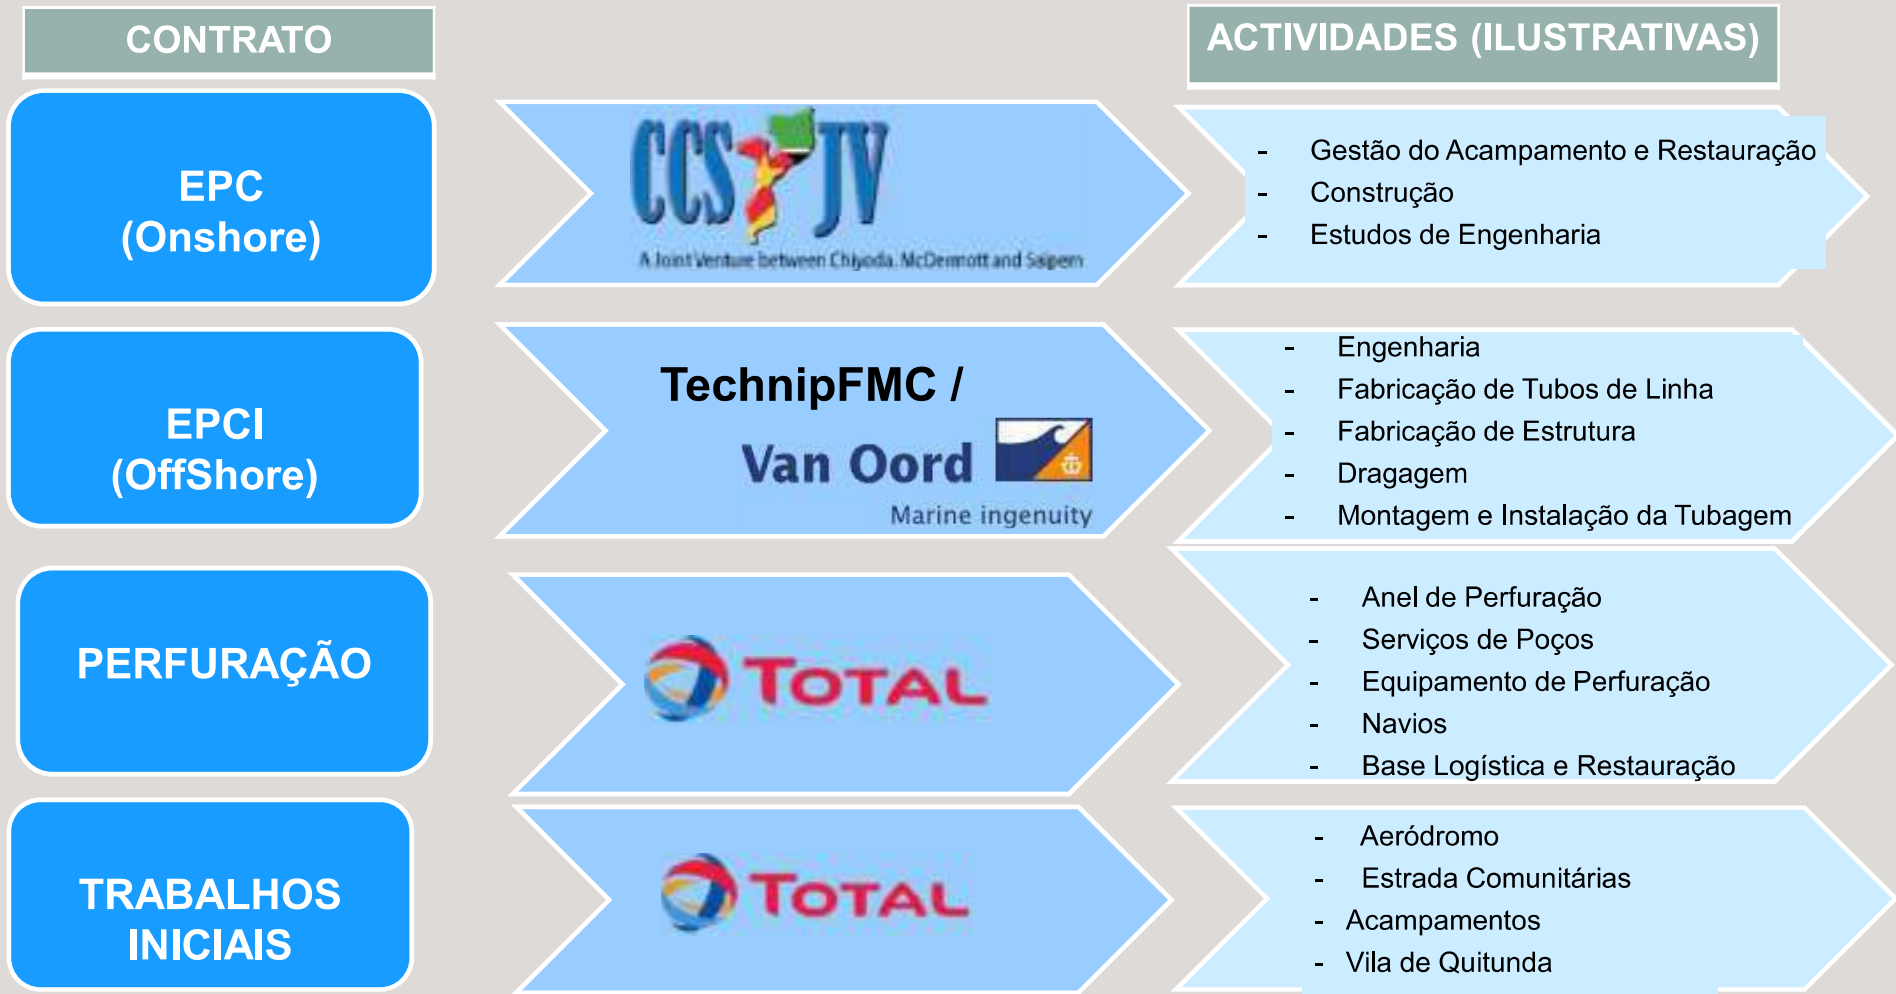 CONTRATO
ACTIVIDADES (ILUSTRATIVAS)
EPC
(Onshore)
CCS JV
A Joint Venture between Chiyoda, McDermott and Saipem
- Gestão do Acampamento e Restauração
- Construção
- Estudos de Engenharia
EPCI
(OffShore)
TechnipFMC /
Van Oord
Marine ingenuity
- Engenharia
- Fabricação de Tubos de Linha
- Fabricação de Estrutura
- Dragagem
- Montagem e Instalação da Tubagem
PERFURAÇÃO
TOTAL
- Anel de Perfuração
- Serviços de Poços
- Equipamento de Perfuração
- Navios
- Base Logística e Restauração
TRABALHOS
INICIAIS
TOTAL
- Aeródromo
- Estrada Comunitárias
- Acampamentos
- Vila de Quitunda